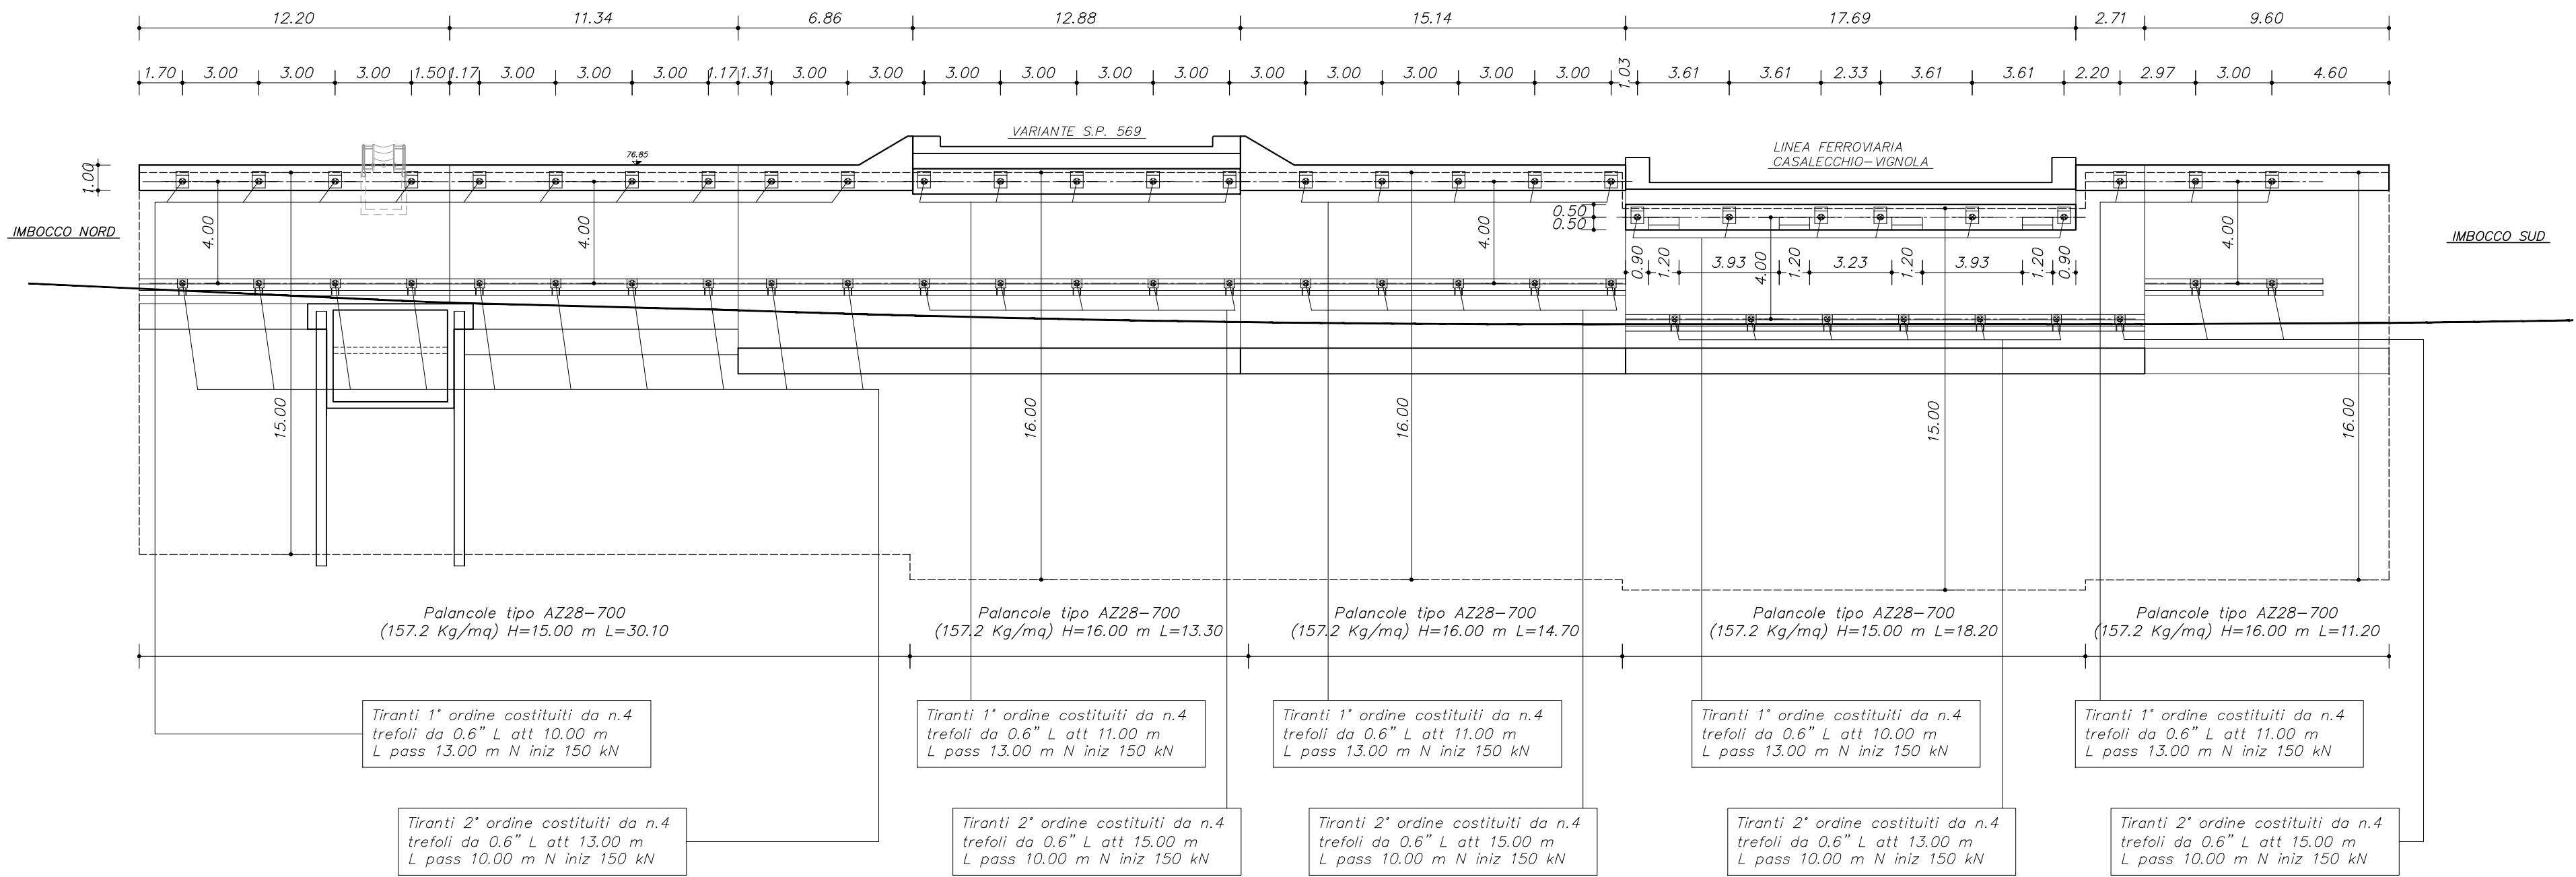 12.20 11.34 6.86 12.88 15.14 17.69 2.71 9.60
1.70 3.00 3.00 3.00 1.50 1.17 3.00 3.00 3.00 1.17 1.31 3.00 3.00 3.00 3.00 3.00 3.00 3.00 3.00 3.00 3.00 3.00 1.03 3.61 3.61 2.33 3.61 3.61 2.20 2.97 3.00 4.60
VARIANTE S.P. 569
76.85
LINEA FERROVIARIA
CASALECCHIO-VIGNOLA
1.00
0.50
0.50
IMBOCCO NORD
4.00 4.00 4.00 4.00
IMBOCCO SUD
0.90 1.20 3.93 4.00 1.20 3.23 1.20 3.93 1.20 0.90
15.00 16.00 16.00 15.00 16.00
Palancole tipo AZ28-700
(157.2 Kg/mq) H=15.00 m L=30.10
Palancole tipo AZ28-700
(157.2 Kg/mq) H=16.00 m L=13.30
Palancole tipo AZ28-700
(157.2 Kg/mq) H=16.00 m L=14.70
Palancole tipo AZ28-700
(157.2 Kg/mq) H=15.00 m L=18.20
Palancole tipo AZ28-700
(157.2 Kg/mq) H=16.00 m L=11.20
Tiranti 1° ordine costituiti da n.4
trefoli da 0.6" L att 10.00 m
L pass 13.00 m N iniz 150 kN
Tiranti 1° ordine costituiti da n.4
trefoli da 0.6" L att 11.00 m
L pass 13.00 m N iniz 150 kN
Tiranti 1° ordine costituiti da n.4
trefoli da 0.6" L att 11.00 m
L pass 13.00 m N iniz 150 kN
Tiranti 1° ordine costituiti da n.4
trefoli da 0.6" L att 10.00 m
L pass 13.00 m N iniz 150 kN
Tiranti 1° ordine costituiti da n.4
trefoli da 0.6" L att 11.00 m
L pass 13.00 m N iniz 150 kN
Tiranti 2° ordine costituiti da n.4
trefoli da 0.6" L att 13.00 m
L pass 10.00 m N iniz 150 kN
Tiranti 2° ordine costituiti da n.4
trefoli da 0.6" L att 15.00 m
L pass 10.00 m N iniz 150 kN
Tiranti 2° ordine costituiti da n.4
trefoli da 0.6" L att 15.00 m
L pass 10.00 m N iniz 150 kN
Tiranti 2° ordine costituiti da n.4
trefoli da 0.6" L att 13.00 m
L pass 10.00 m N iniz 150 kN
Tiranti 2° ordine costituiti da n.4
trefoli da 0.6" L att 15.00 m
L pass 10.00 m N iniz 150 kN